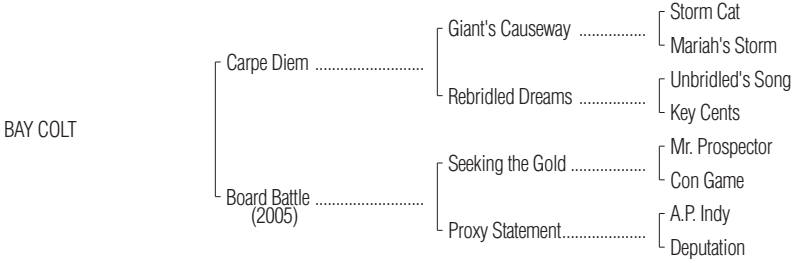 Storm Cat
Giant's Causeway ................
Mariah's Storm
Carpe Diem ..........................
Unbridled's Song
Rebridled Dreams ................
Key Cents
BAY COLT
Mr. Prospector
Seeking the Gold ..................
Con Game
Board Battle ..........................
(2005)
A.P. Indy
Proxy Statement....................
Deputation